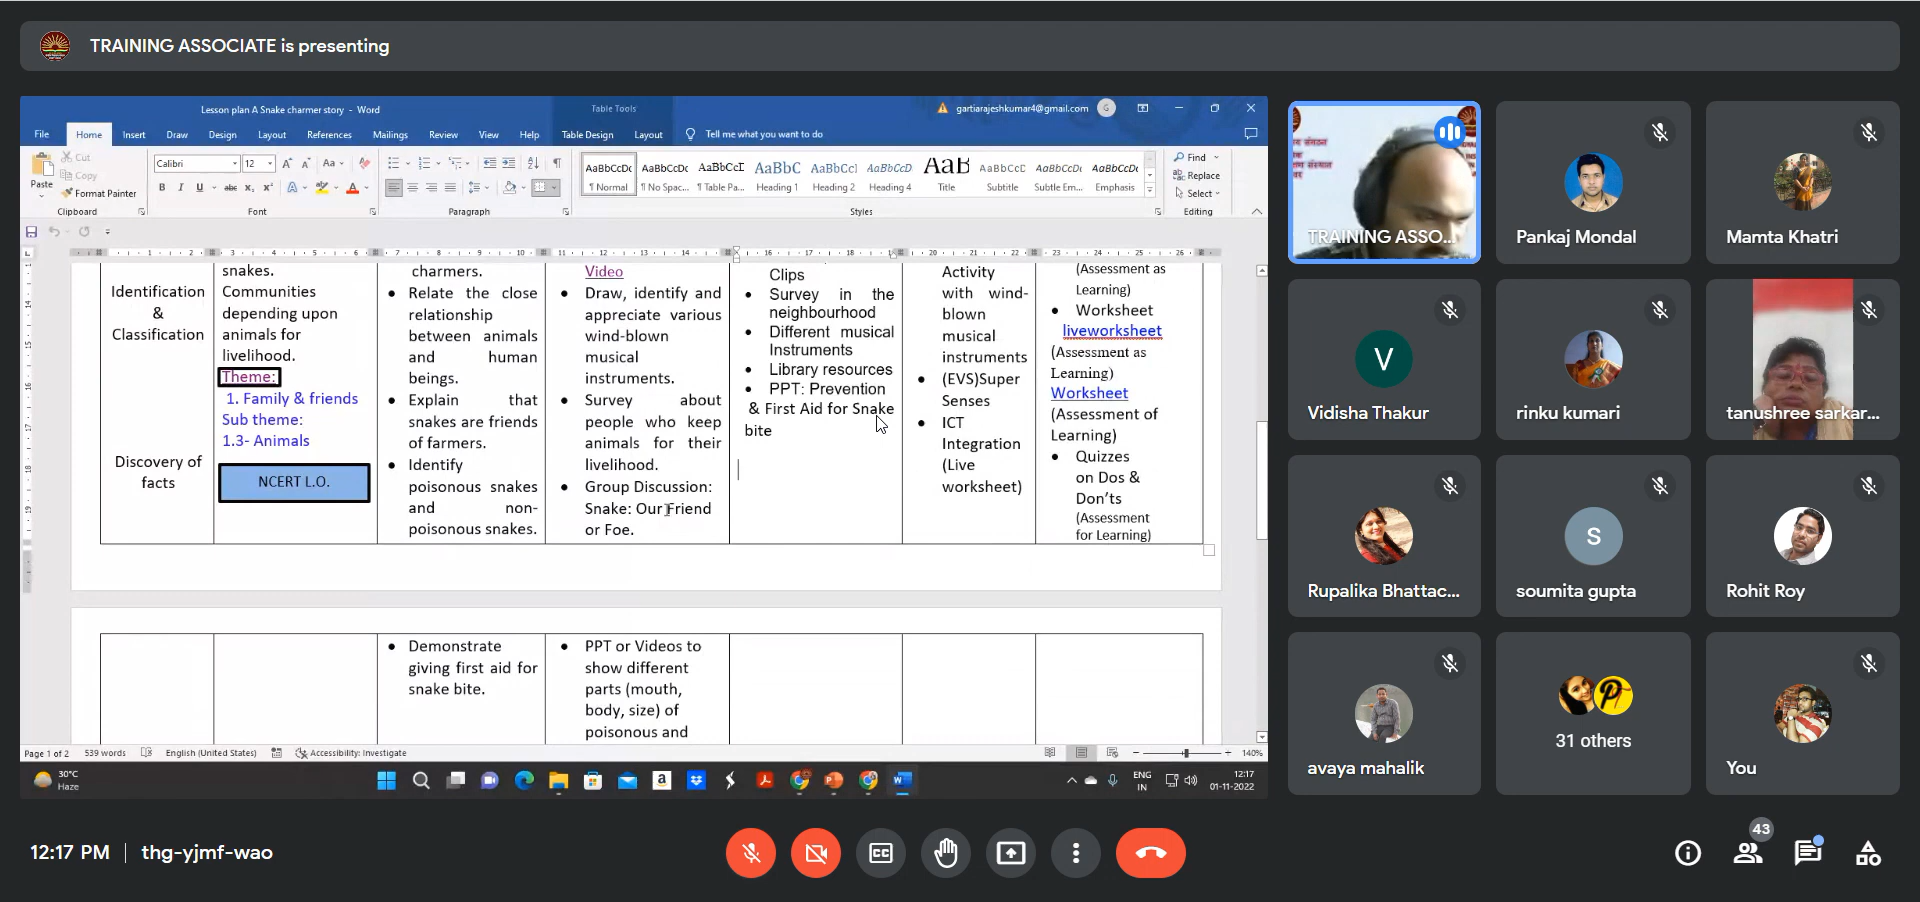 TRAINING ASSOCIATE is presenting
Lesson plan A Snake charmer story - Word
Table Tools
gartiarajeshkumar4@gmail.com
G
File Home Insert Draw Design Layout References Mailings Review View Help Table Design Layout Tell me what you want to do
Paste
Cut
Copy
Format Painter
Clipboard
Calibri 12
Font
Paragraph
AaBbCcDc AaBbCcDc AaBbCcE AaBbC AaBbCc AaBbCcD AaB AaBbCcD AaBbCcDc AaBbCcDc
¶ Normal ¶ No Spac... ¶ Table Pa... Heading 1 Heading 2 Heading 4 Title Subtitle Subtle Em... Emphasis
Styles
Find
Replace
Select
Editing
Identification
&
Classification
Discovery of
facts
snakes.
Communities
depending upon
animals for
livelihood.
Theme:
1. Family & friends
Sub theme:
1.3- Animals
NCERT L.O.
charmers.
• Relate the close
relationship
between animals
and human
beings.
• Explain that
snakes are friends
of farmers.
• Identify
poisonous snakes
and non-
poisonous snakes.
Video
• Draw, identify and
appreciate various
wind-blown
musical
instruments.
• Survey about
people who keep
animals for their
livelihood.
• Group Discussion:
Snake: Our Friend
or Foe.
Clips
• Survey in the
neighbourhood
• Different musical
Instruments
• Library resources
• PPT: Prevention
& First Aid for Snake
bite
Activity
with wind-
blown
musical
instruments
• (EVS)Super
Senses
• ICT
Integration
(Live
worksheet)
(Assessment as
Learning)
• Worksheet
liveworksheet
(Assessment as
Learning)
Worksheet
(Assessment of
Learning)
• Quizzes
on Dos &
Don'ts
(Assessment
for Learning)
• Demonstrate
giving first aid for
snake bite.
• PPT or Videos to
show different
parts (mouth,
body, size) of
poisonous and
Page 1 of 2 539 words English (United States) Accessibility: Investigate 140%
30°C
Haze
ENG
IN
12:17
01-11-2022
TRAINING ASSO...
Pankaj Mondal
Mamta Khatri
V
Vidisha Thakur
rinku kumari
tanushree sarkar...
Rupalika Bhattac...
S
soumita gupta
Rohit Roy
avaya mahalik
31 others
You
12:17 PM | thg-yjmf-wao
43